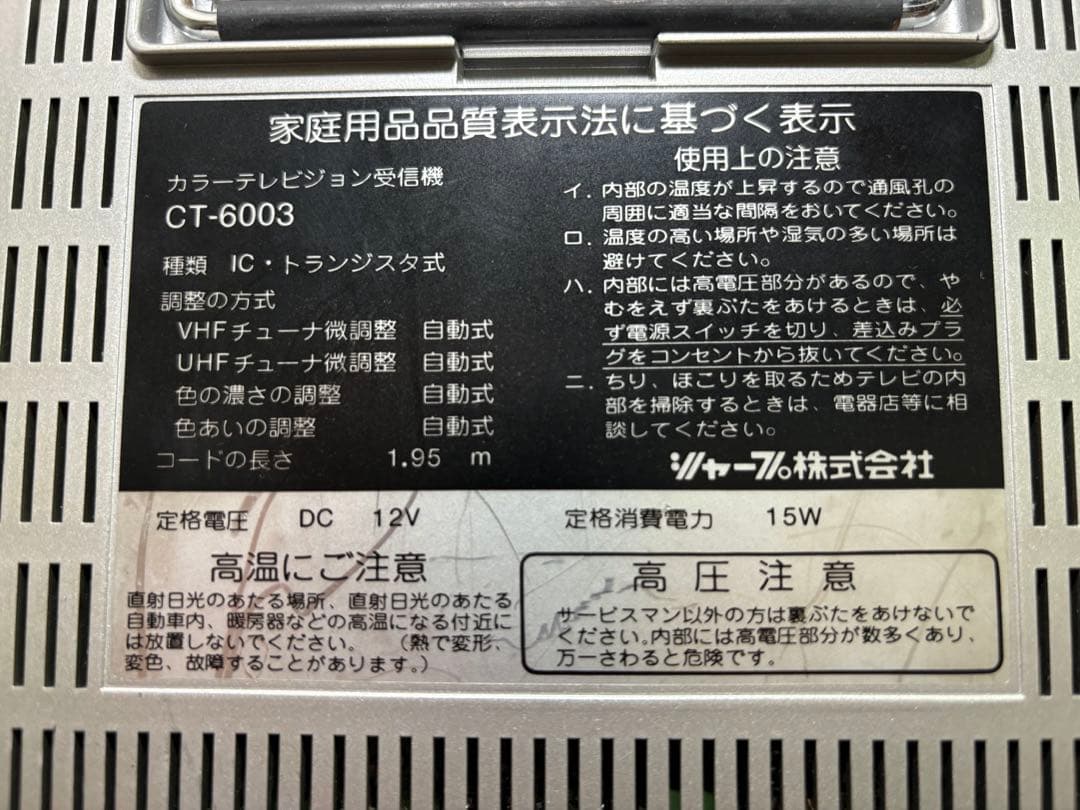 家庭用品品質表示法に基づく表示
カラーテレビジョン受信機
CT-6003
種類 IC・トランジスタ式
調整の方式
VHFチューナ微調整 自動式
UHFチューナ微調整 自動式
色の濃さの調整 自動式
色あいの調整 自動式
コードの長さ 1.95 m
使用上の注意
イ. 内部の温度が上昇するので通風孔の
周囲に適当な間隔をおいてください。
ロ. 温度の高い場所や湿気の多い場所は
避けてください。
ハ. 内部には高電圧部分があるので、や
むをえず裏ぶたをあけるときは、必
ず電源スイッチを切り、差込みプラ
グをコンセントから抜いてください。
ニ. ちり、ほこりを取るためテレビの内
部を掃除するときは、電器店等に相
談してください。
シャープ株式会社
定格電圧 DC 12V
定格消費電力 15W
高温にご注意
直射日光のあたる場所、直射日光のあたる
自動車内、暖房器などの高温になる付近に
は放置しないでください。 (熱で変形、
変色、故障することがあります。)
高圧注意
サービスマン以外の方は裏ぶたをあけないで
ください。内部には高電圧部分が数多くあり、
万一さわると危険です。